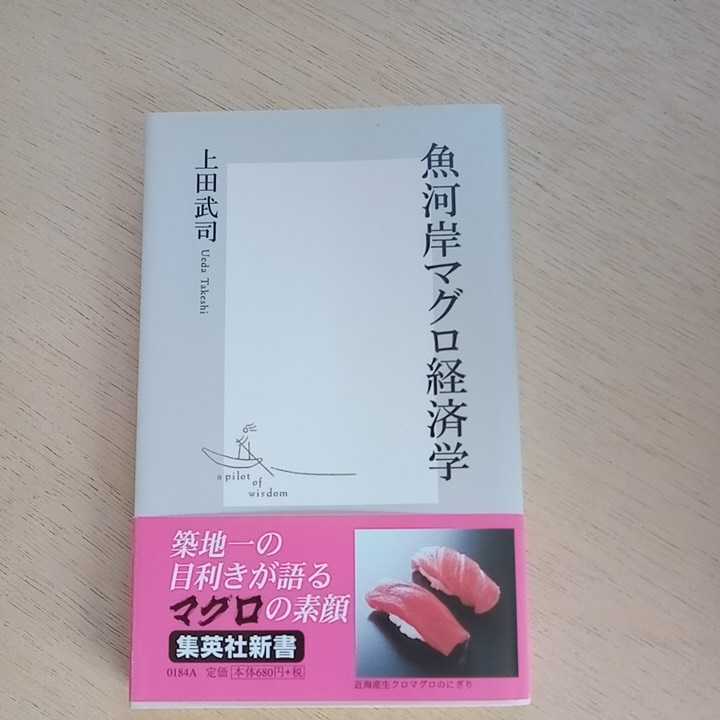 魚河岸マグロ経済学
上田武司
Ueda Takeshi
a pilot
of
wisdom
築地一の
目利きが語る
マグロの素顔
集英社新書
0184A 定価 本体680円+税
近海産生クロマグロのにぎり